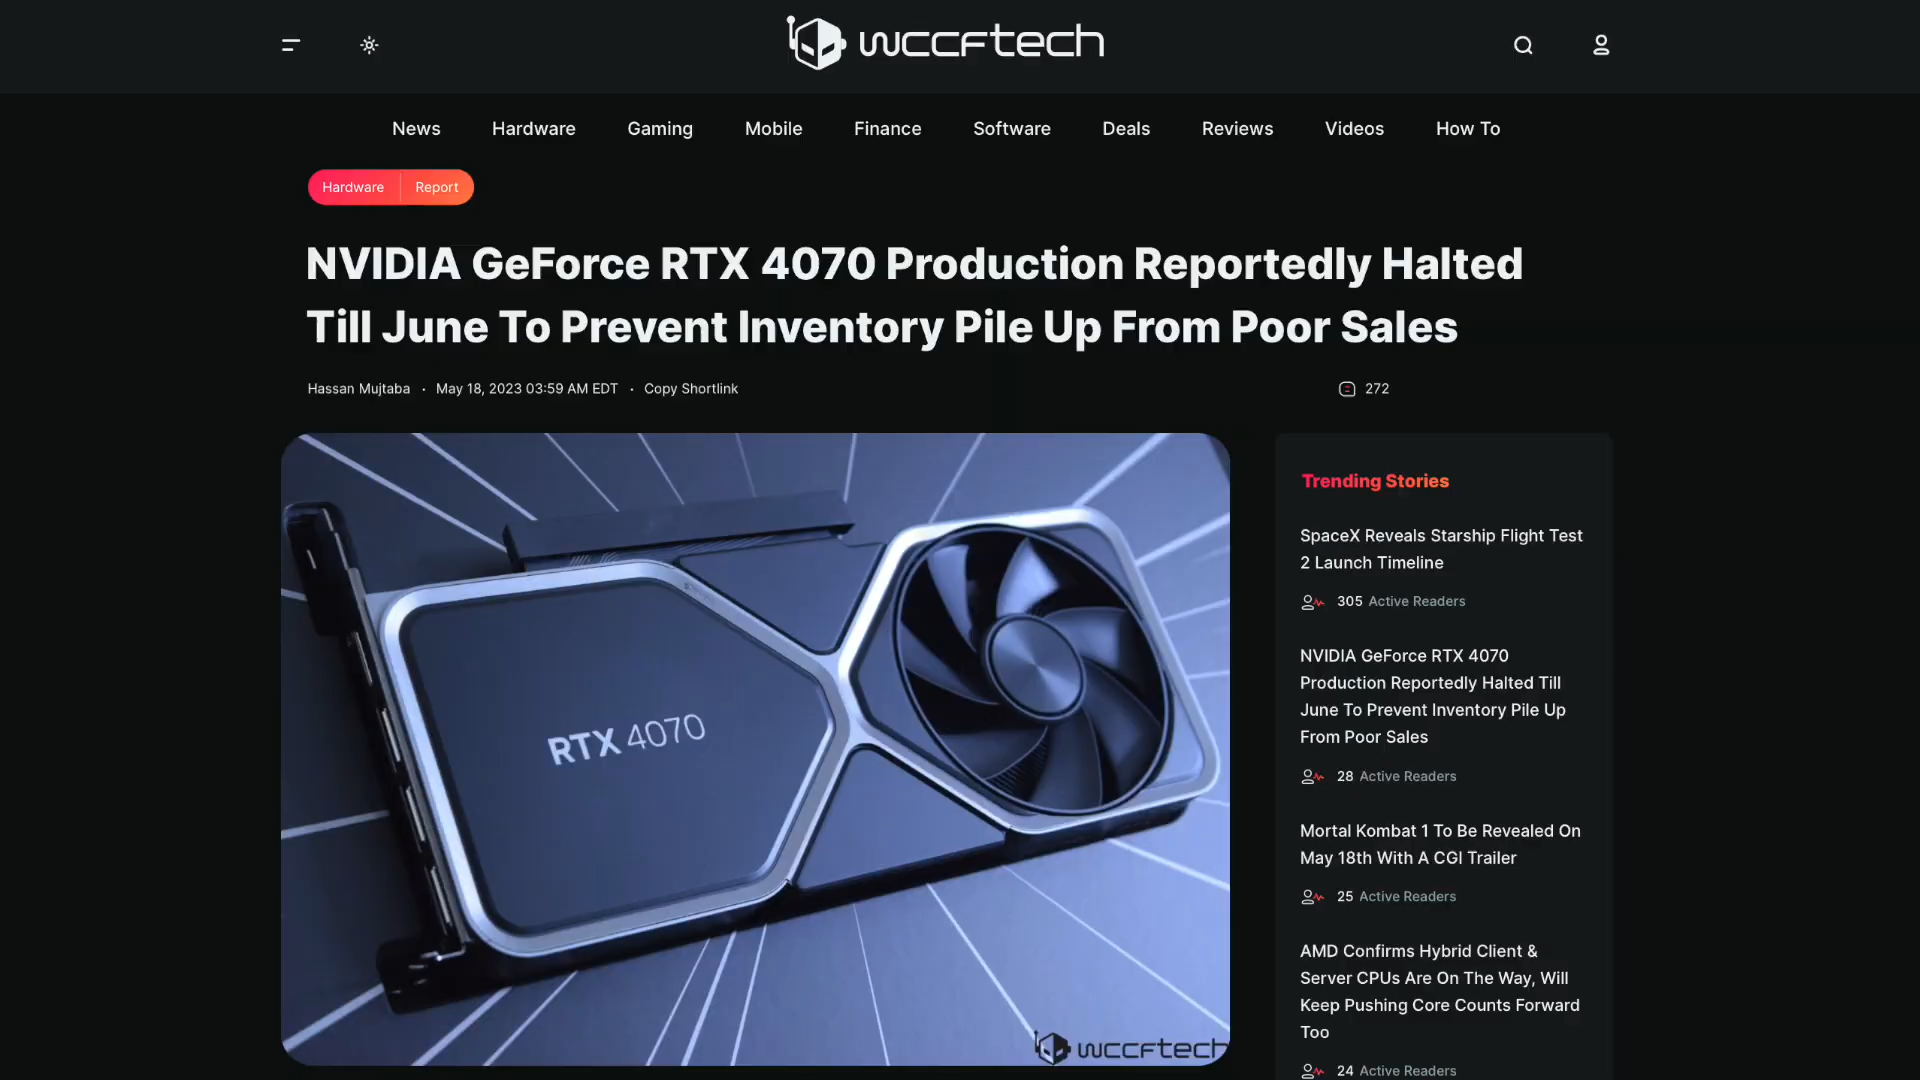 wccftech
News Hardware Gaming Mobile Finance Software Deals Reviews Videos How To
Hardware Report
NVIDIA GeForce RTX 4070 Production Reportedly Halted
Till June To Prevent Inventory Pile Up From Poor Sales
Hassan Mujtaba • May 18, 2023 03:59 AM EDT • Copy Shortlink
272
RTX 4070
wccftech
Trending Stories
SpaceX Reveals Starship Flight Test
2 Launch Timeline
305 Active Readers
NVIDIA GeForce RTX 4070
Production Reportedly Halted Till
June To Prevent Inventory Pile Up
From Poor Sales
28 Active Readers
Mortal Kombat 1 To Be Revealed On
May 18th With A CGI Trailer
25 Active Readers
AMD Confirms Hybrid Client &
Server CPUs Are On The Way, Will
Keep Pushing Core Counts Forward
Too
24 Active Readers